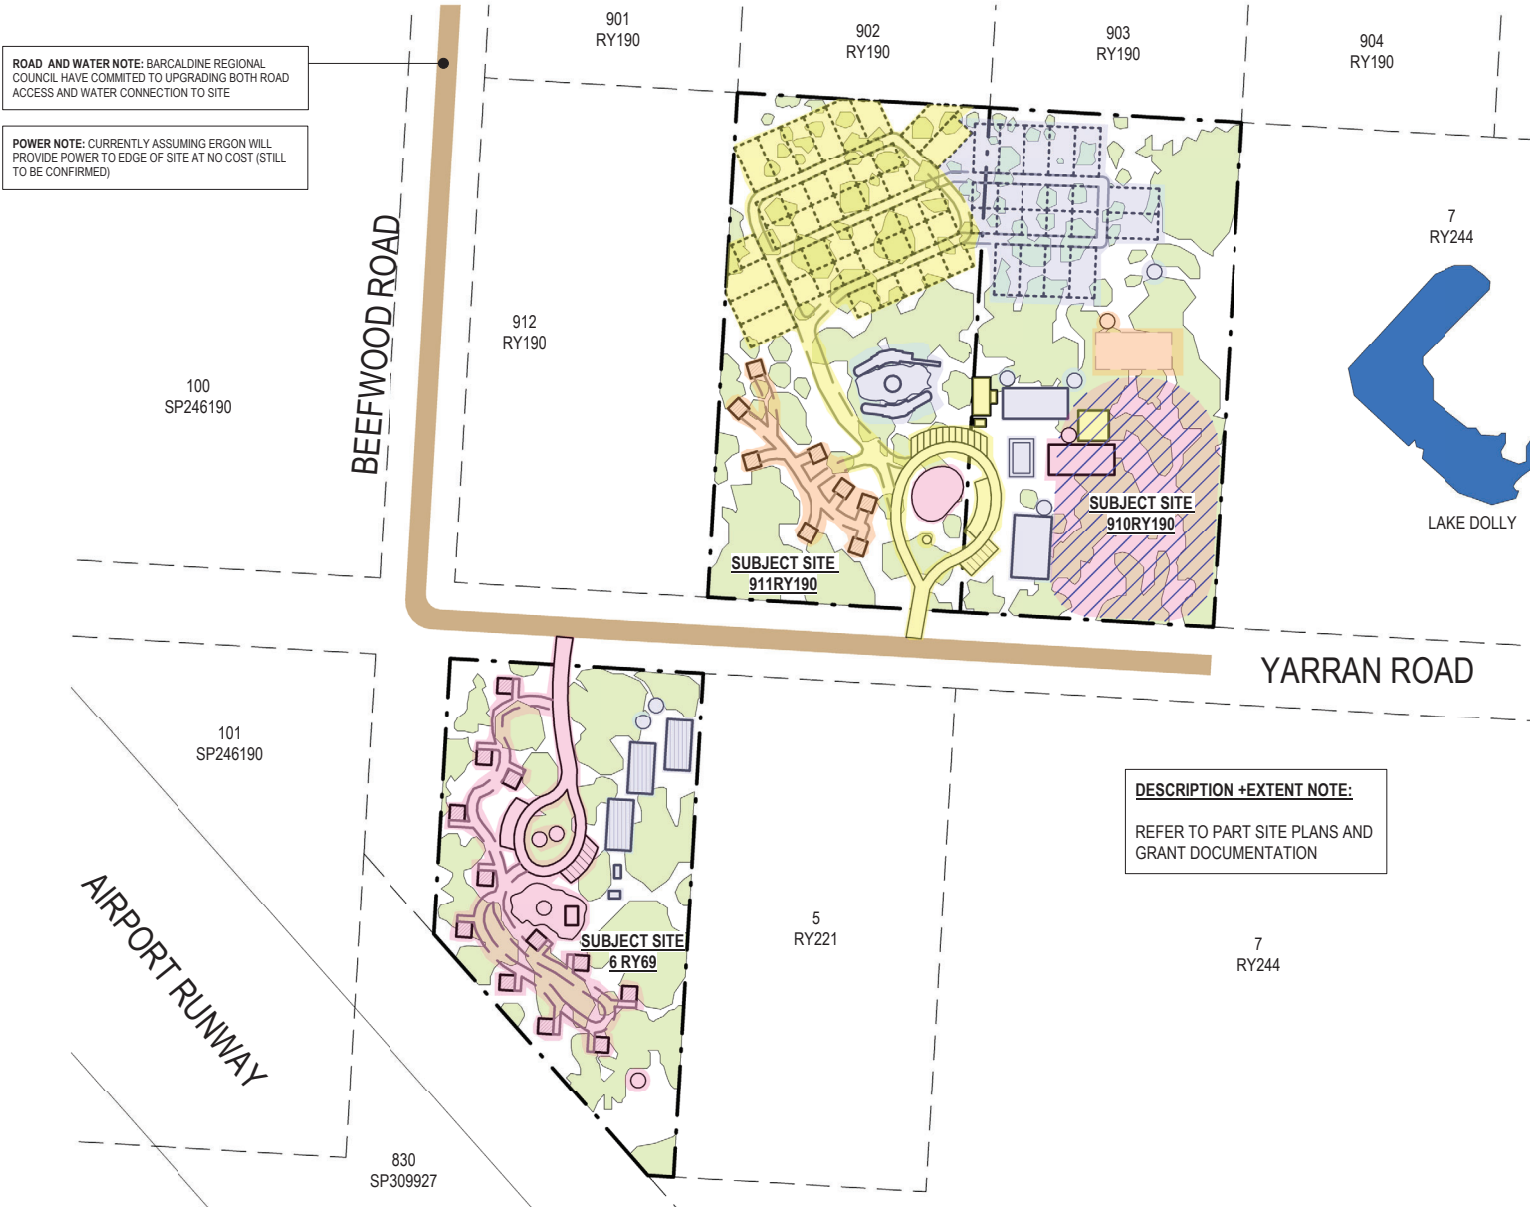 901
RY190
902
RY190
903
RY190
904
RY190
ROAD AND WATER NOTE: BARCALDINE REGIONAL
COUNCIL HAVE COMMITED TO UPGRADING BOTH ROAD
ACCESS AND WATER CONNECTION TO SITE
POWER NOTE: CURRENTLY ASSUMING ERGON WILL
PROVIDE POWER TO EDGE OF SITE AT NO COST (STILL
TO BE CONFIRMED)
7
RY244
BEEFWOOD ROAD
912
RY190
100
SP246190
SUBJECT SITE
910RY190
LAKE DOLLY
SUBJECT SITE
911RY190
YARRAN ROAD
101
SP246190
DESCRIPTION +EXTENT NOTE:
REFER TO PART SITE PLANS AND
GRANT DOCUMENTATION
AIRPORT RUNWAY
5
RY221
SUBJECT SITE
6 RY69
7
RY244
830
SP309927